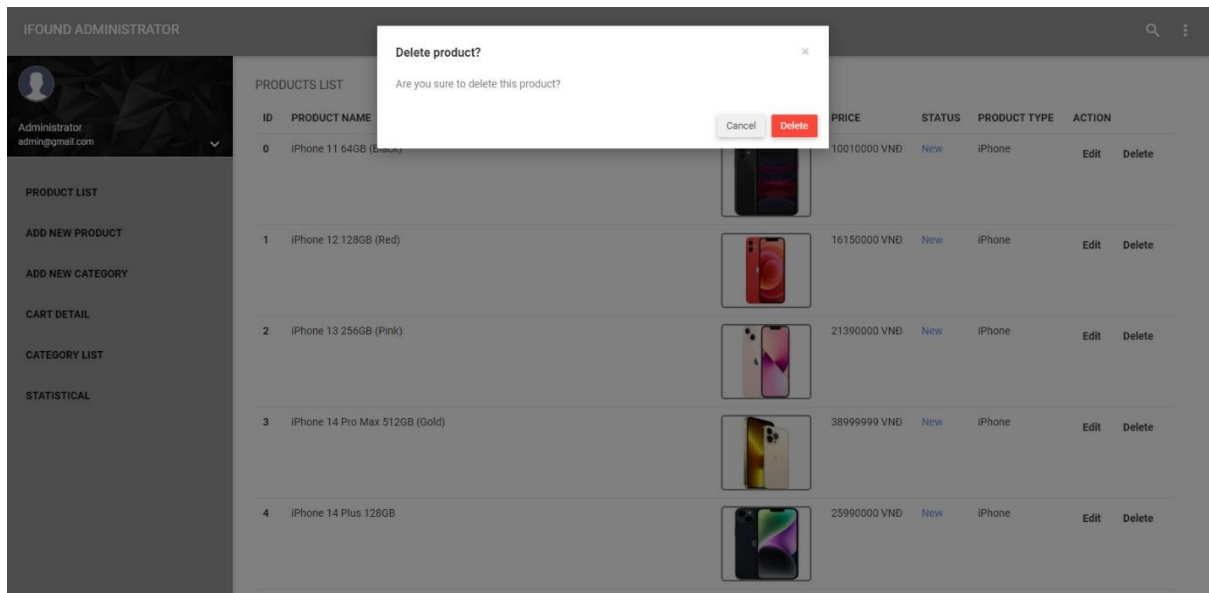 IFOUND ADMINISTRATOR
Delete product?
×
Are you sure to delete this product?
Cancel Delete
Administrator
admin@gmail.com
PRODUCT LIST
ADD NEW PRODUCT
ADD NEW CATEGORY
CART DETAIL
CATEGORY LIST
STATISTICAL
PRODUCTS LIST
ID PRODUCT NAME PRICE STATUS PRODUCT TYPE ACTION
0 iPhone 11 64GB (Black) 10010000 VNĐ New iPhone Edit Delete
1 iPhone 12 128GB (Red) 16150000 VNĐ New iPhone Edit Delete
2 iPhone 13 256GB (Pink) 21390000 VNĐ New iPhone Edit Delete
3 iPhone 14 Pro Max 512GB (Gold) 38999999 VNĐ New iPhone Edit Delete
4 iPhone 14 Plus 128GB 25990000 VNĐ New iPhone Edit Delete